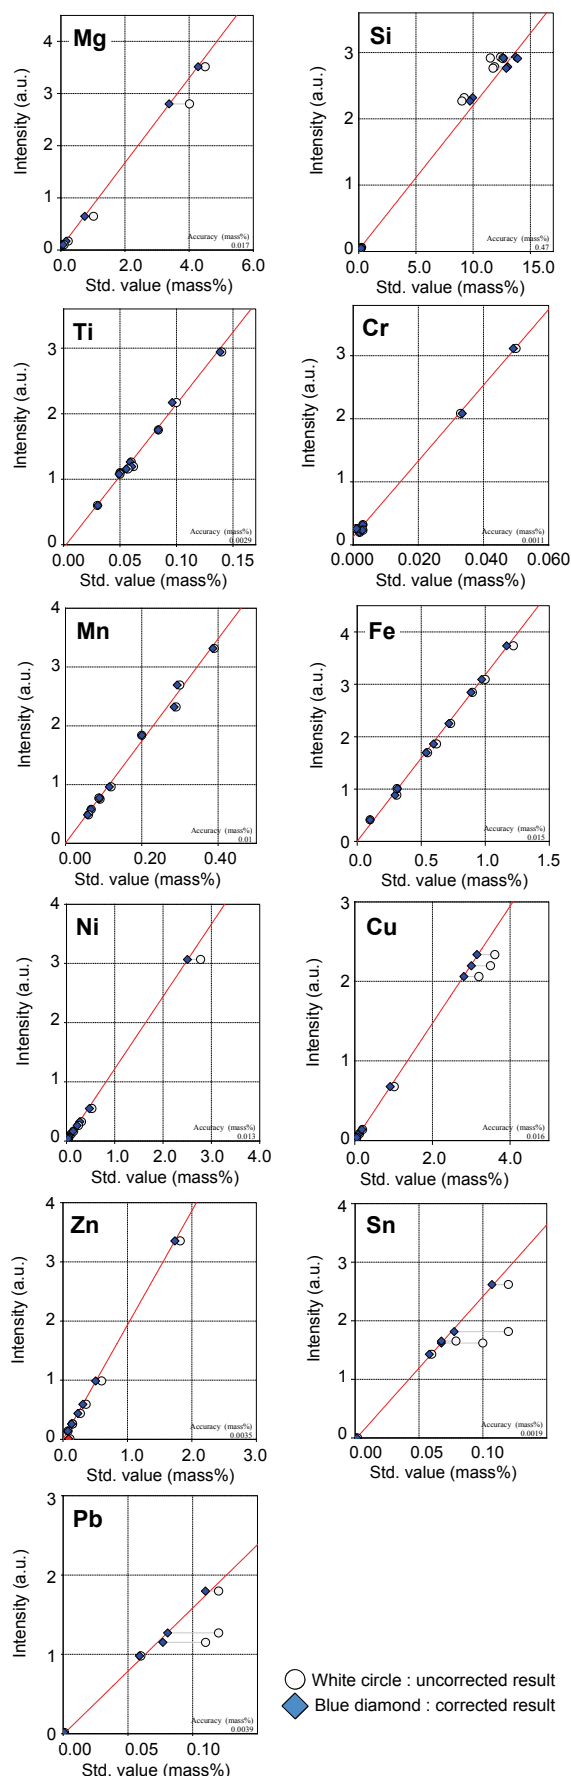 Mg
Intensity (a.u.)
4
3
2
1
0
0.0 2.0 4.0 6.0
Accuracy (mass%)
0.017
Std. value (mass%)
Si
Intensity (a.u.)
3
2
1
0
0.0 5.0 10.0 15.0
Accuracy (mass%)
0.47
Std. value (mass%)
Ti
Intensity (a.u.)
3
2
1
0
0.00 0.05 0.10 0.15
Accuracy (mass%)
0.0029
Std. value (mass%)
Cr
Intensity (a.u.)
3
2
1
0
0.000 0.020 0.040 0.060
Accuracy (mass%)
0.0011
Std. value (mass%)
Mn
Intensity (a.u.)
4
3
2
1
0
0.00 0.20 0.40
Accuracy (mass%)
0.01
Std. value (mass%)
Fe
Intensity (a.u.)
4
3
2
1
0
0.0 0.5 1.0 1.5
Accuracy (mass%)
0.015
Std. value (mass%)
Ni
Intensity (a.u.)
4
3
2
1
0
0.0 1.0 2.0 3.0 4.0
Accuracy (mass%)
0.013
Std. value (mass%)
Cu
Intensity (a.u.)
3
2
1
0
0.0 2.0 4.0
Accuracy (mass%)
0.016
Std. value (mass%)
Zn
Intensity (a.u.)
4
3
2
1
0
0.0 1.0 2.0 3.0
Accuracy (mass%)
0.0035
Std. value (mass%)
Sn
Intensity (a.u.)
4
3
2
1
0
0.00 0.05 0.10
Accuracy (mass%)
0.0019
Std. value (mass%)
Pb
Intensity (a.u.)
3
2
1
0
0.00 0.05 0.10
Accuracy (mass%)
0.0039
Std. value (mass%)
White circle : uncorrected result
Blue diamond : corrected result